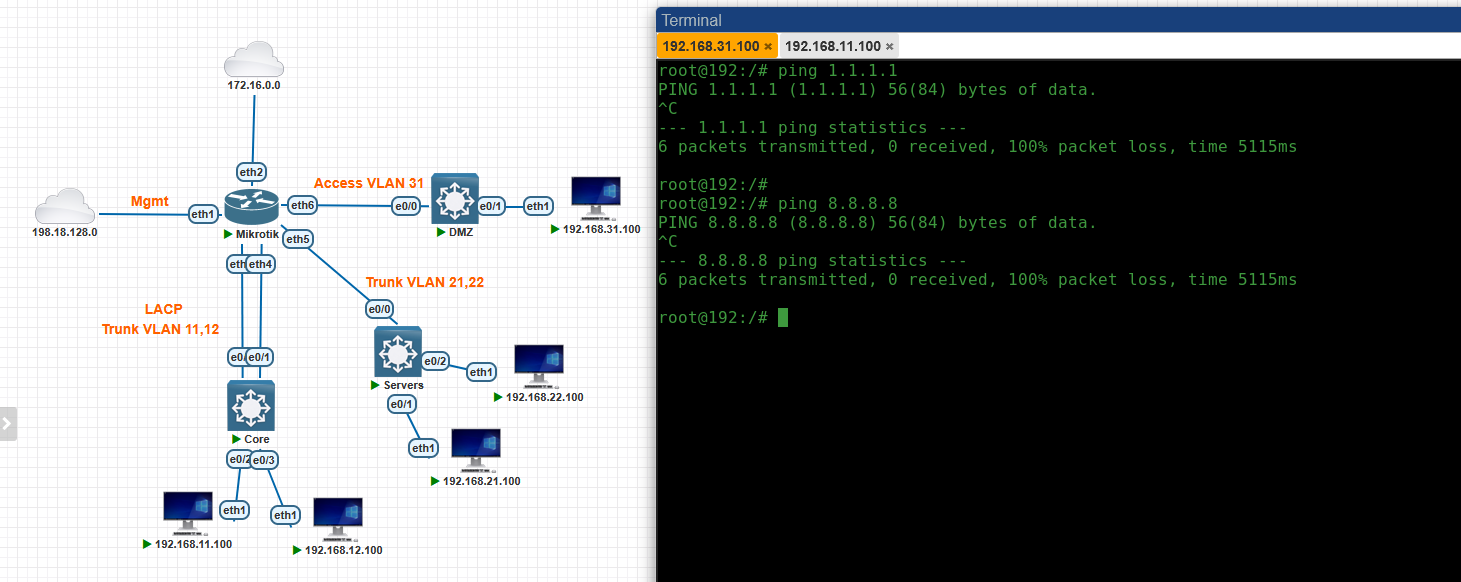 172.16.0.0
eth2
Mgmt
198.18.128.0
eth1
Mikrotik
eth6
Access VLAN 31
e0/0
DMZ
e0/1
eth1
192.168.31.100
eth5
eth4
Trunk VLAN 21,22
LACP
Trunk VLAN 11,12
e0/0
Servers
e0/2
eth1
192.168.22.100
e0/1
eth1
192.168.21.100
e0/1
Core
e0/2
e0/3
eth1
192.168.11.100
eth1
192.168.12.100
Terminal
192.168.31.100 × 192.168.11.100 ×
root@192:/# ping 1.1.1.1
PING 1.1.1.1 (1.1.1.1) 56(84) bytes of data.
^C
--- 1.1.1.1 ping statistics ---
6 packets transmitted, 0 received, 100% packet loss, time 5115ms
root@192:/#
root@192:/# ping 8.8.8.8
PING 8.8.8.8 (8.8.8.8) 56(84) bytes of data.
^C
--- 8.8.8.8 ping statistics ---
6 packets transmitted, 0 received, 100% packet loss, time 5115ms
root@192:/#